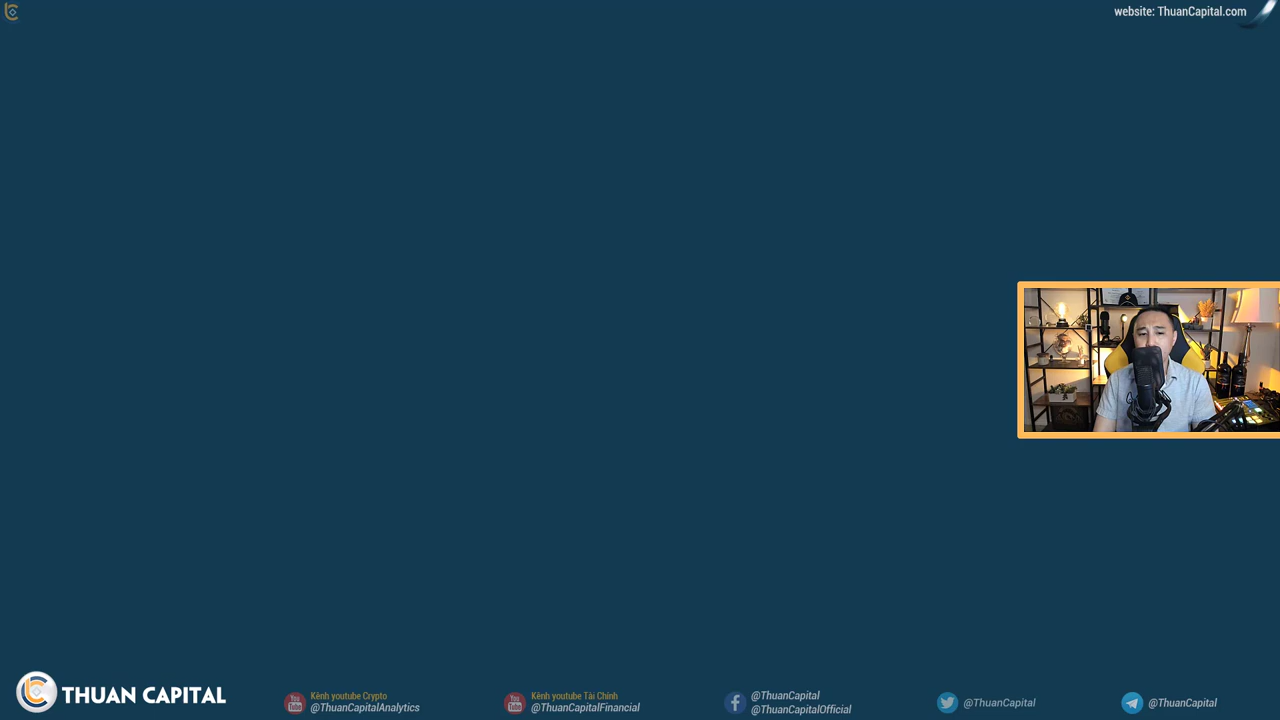 website: ThuanCapital.com
THUAN CAPITAL
Kênh youtube Crypto
@ThuanCapitalAnalytics
Kênh youtube Tài Chính
@ThuanCapitalFinancial
@ThuanCapital
@ThuanCapitalOfficial
@ThuanCapital
@ThuanCapital